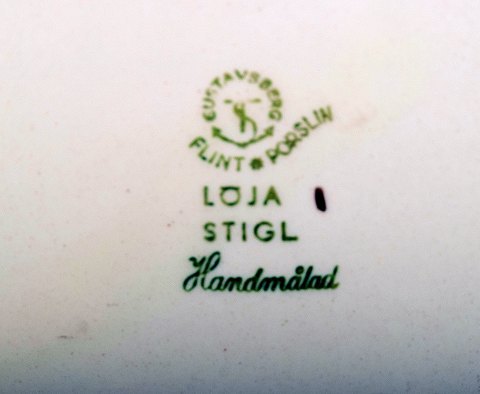 GUSTAVSBERG
FLINT PORSLIN
LÖJA
STIGL
Handmålad